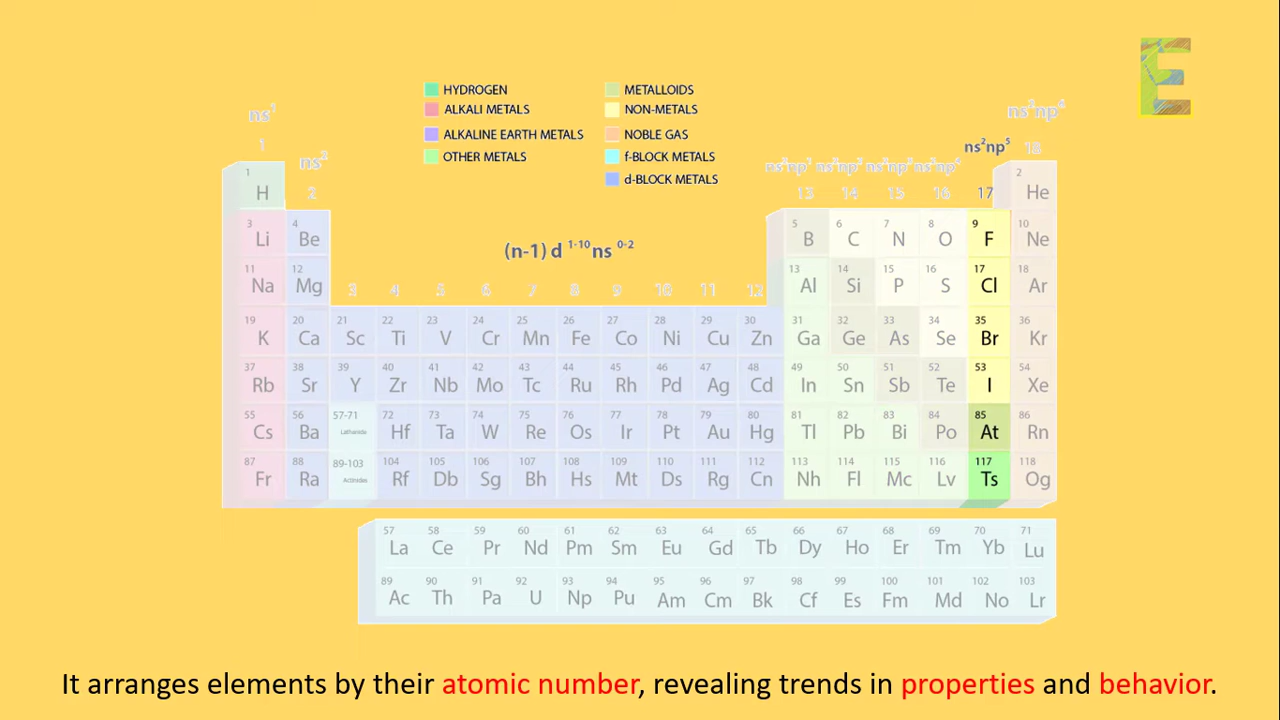 E
HYDROGEN METALLOIDS
ALKALI METALS NON-METALS
ALKALINE EARTH METALS NOBLE GAS
OTHER METALS f-BLOCK METALS
d-BLOCK METALS
ns¹ ns²np⁶
1 ns² ns²np¹ ns²np² ns²np³ ns²np⁴ ns²np⁵ 18
1 H 2 13 14 15 16 17 2 He
3 Li 4 Be 5 B 6 C 7 N 8 O 9 F 10 Ne
(n-1) d ¹⁻¹⁰ ns ⁰⁻²
11 Na 12 Mg 3 4 5 6 7 8 9 10 11 12 13 Al 14 Si 15 P 16 S 17 Cl 18 Ar
19 K 20 Ca 21 Sc 22 Ti 23 V 24 Cr 25 Mn 26 Fe 27 Co 28 Ni 29 Cu 30 Zn 31 Ga 32 Ge 33 As 34 Se 35 Br 36 Kr
37 Rb 38 Sr 39 Y 40 Zr 41 Nb 42 Mo 43 Tc 44 Ru 45 Rh 46 Pd 47 Ag 48 Cd 49 In 50 Sn 51 Sb 52 Te 53 I 54 Xe
55 Cs 56 Ba 57-71 72 Hf 73 Ta 74 W 75 Re 76 Os 77 Ir 78 Pt 79 Au 80 Hg 81 Tl 82 Pb 83 Bi 84 Po 85 At 86 Rn
87 Fr 88 Ra 89-103 Actinides 104 Rf 105 Db 106 Sg 107 Bh 108 Hs 109 Mt 110 Ds 111 Rg 112 Cn 113 Nh 114 Fl 115 Mc 116 Lv 117 Ts 118 Og
57 La 58 Ce 59 Pr 60 Nd 61 Pm 62 Sm 63 Eu 64 Gd 65 Tb 66 Dy 67 Ho 68 Er 69 Tm 70 Yb 71 Lu
89 Ac 90 Th 91 Pa 92 U 93 Np 94 Pu 95 Am 96 Cm 97 Bk 98 Cf 99 Es 100 Fm 101 Md 102 No 103 Lr
It arranges elements by their atomic number, revealing trends in properties and behavior.